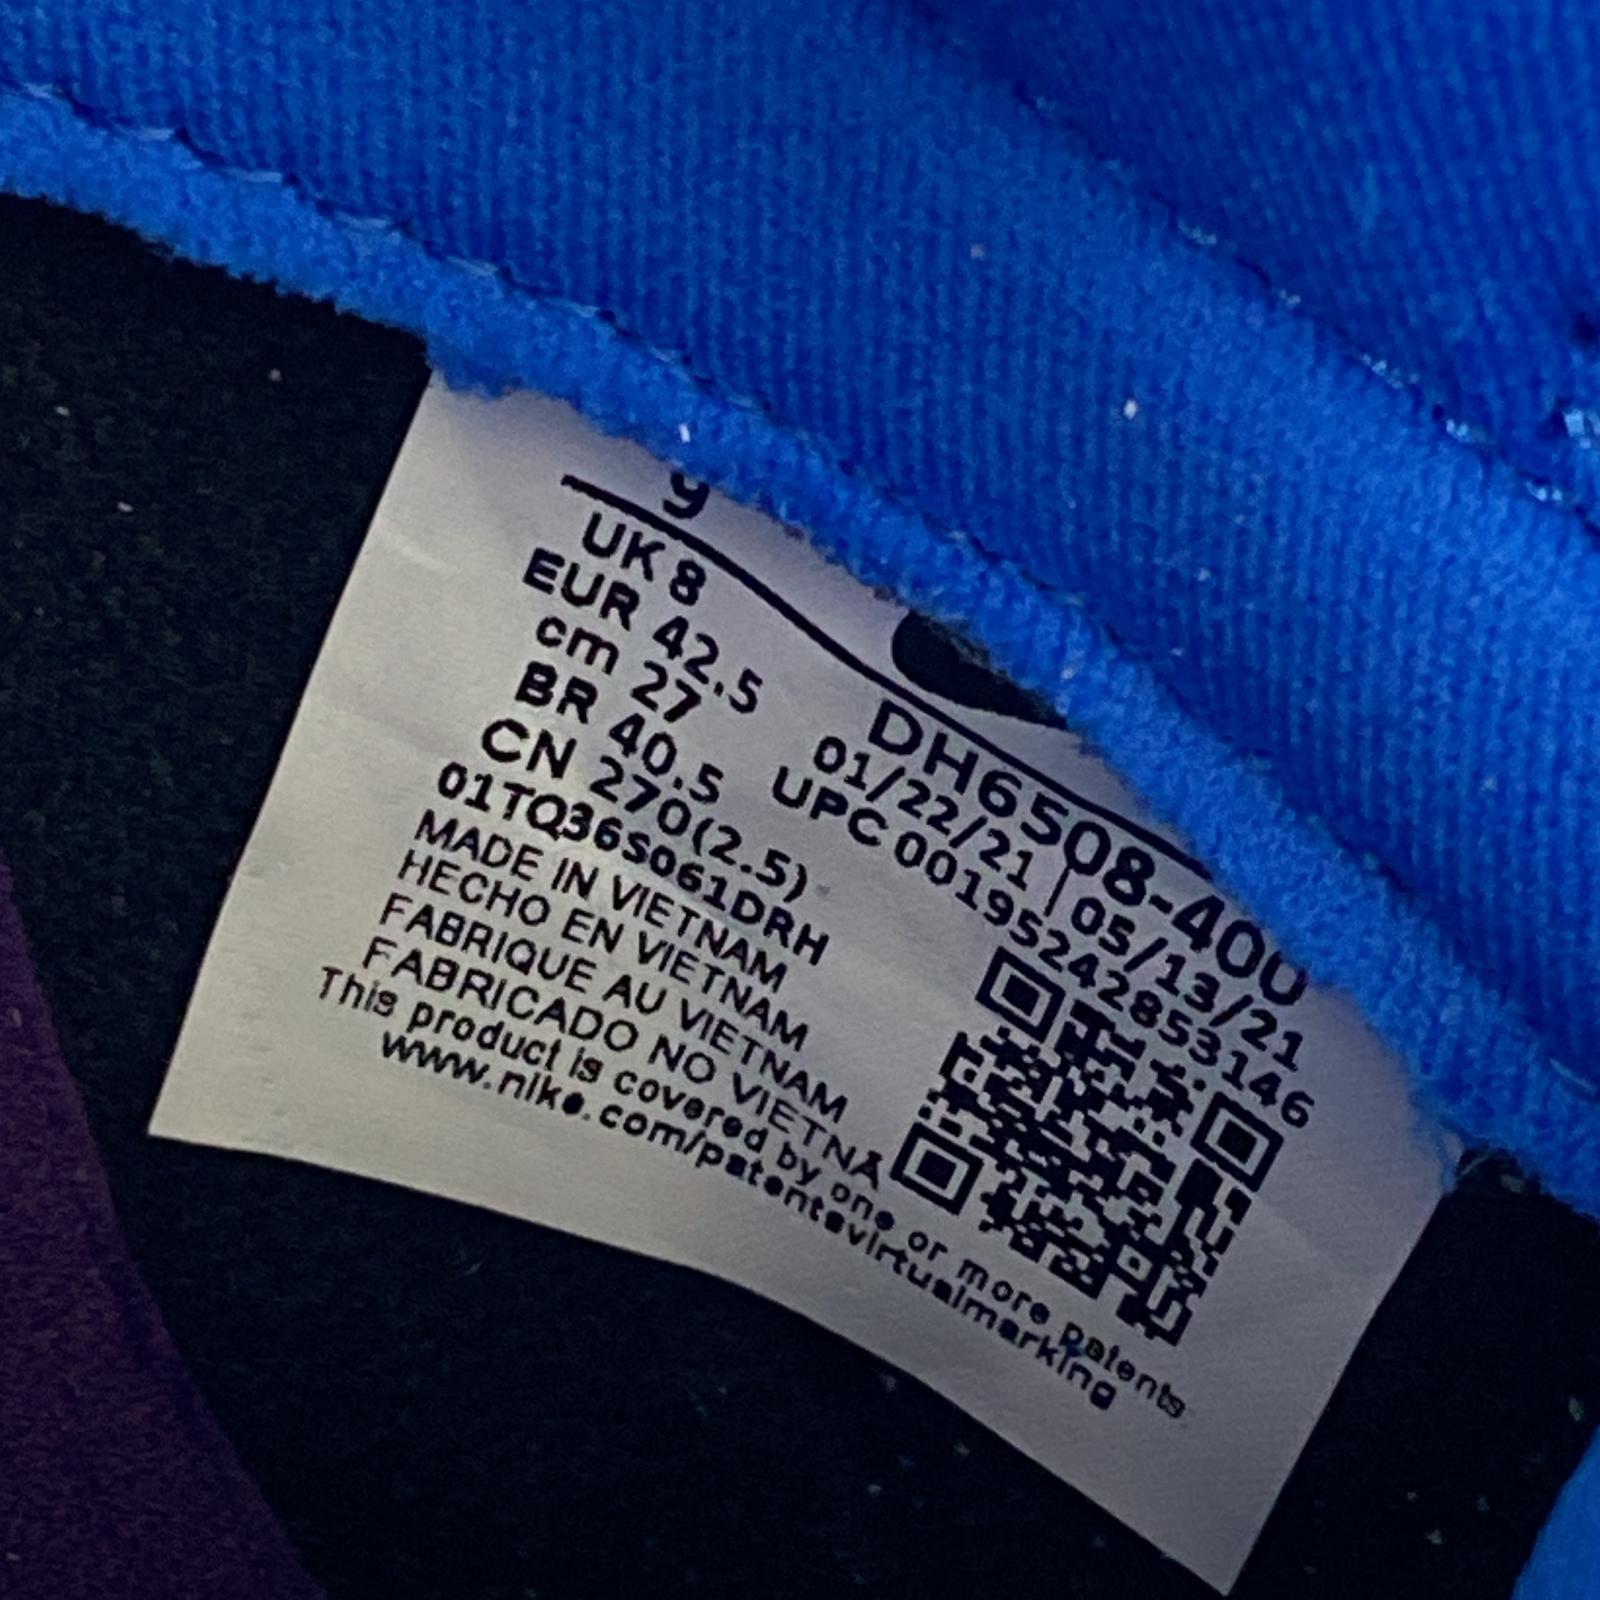 9
UK 8
EUR 42.5
cm 27
BR 40.5
CN 270(2.5)
01TQ36S061DRH
MADE IN VIETNAM
HECHO EN VIETNAM
FABRIQUE AU VIETNAM
FABRICADO NO VIETNÃ
This product is covered by one or more patents
www.nike.com/patentsvirtualmarking
DH6508-400
01/22/21 | 05/13/21
UPC 00195242853146